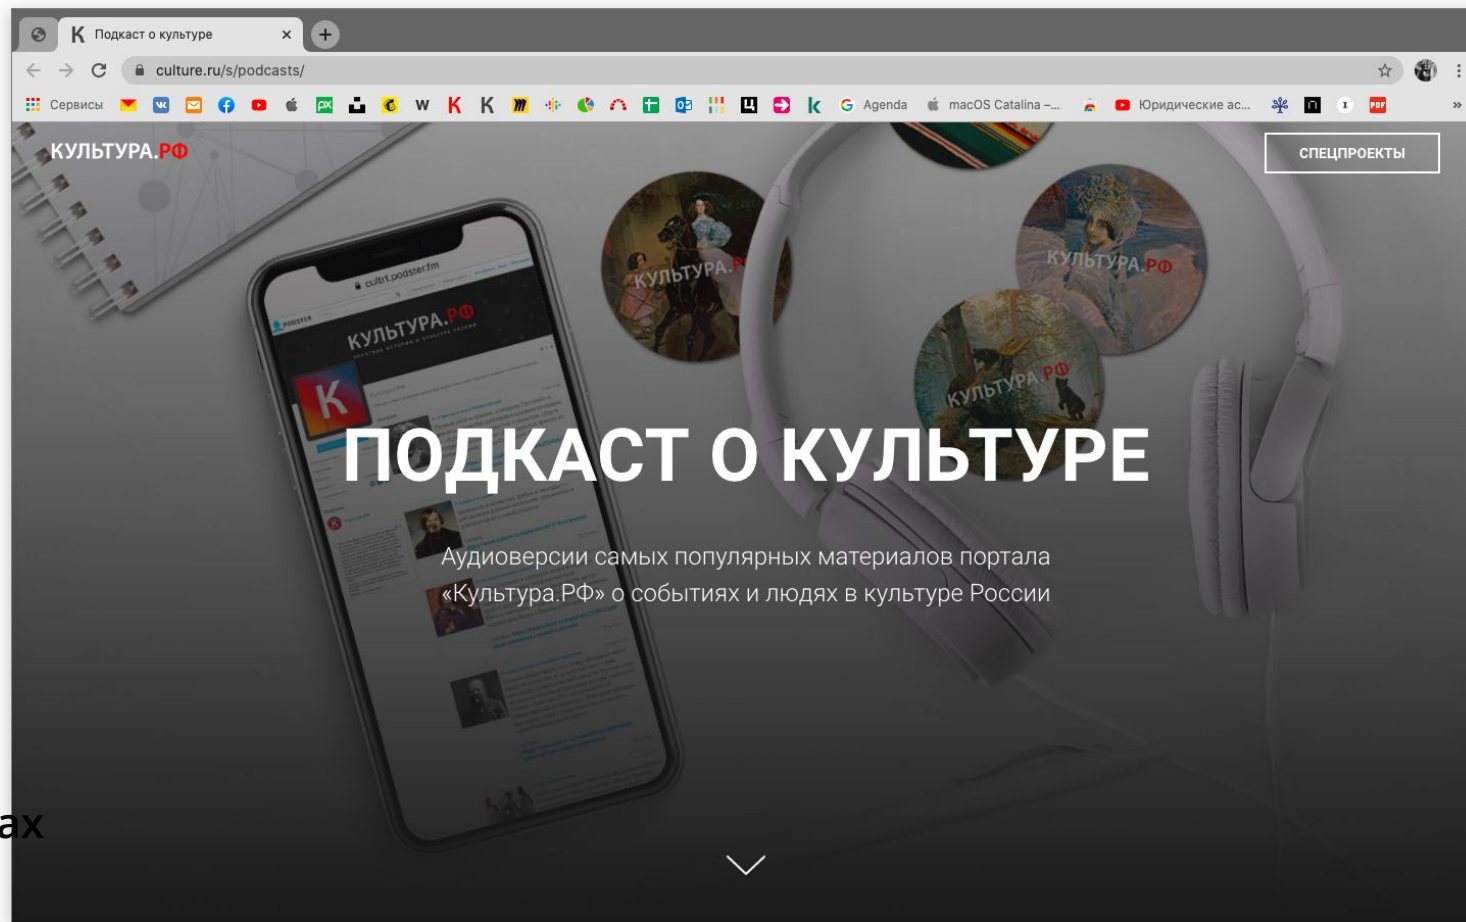 Подкаст о культуре
culture.ru/s/podcasts/
Сервисы
Agenda
macOS Catalina –...
Юридические ас...
КУЛЬТУРА.РФ
СПЕЦПРОЕКТЫ
cultrf.podster.fm
PODSTER
КУЛЬТУРА.РФ
КУЛЬТУРА.РФ
КУЛЬТУРА.РФ
КУЛЬТУРА.РФ
ПОДКАСТ О КУЛЬТУРЕ
Аудиоверсии самых популярных материалов портала
«Культура.РФ» о событиях и людях в культуре России
ах